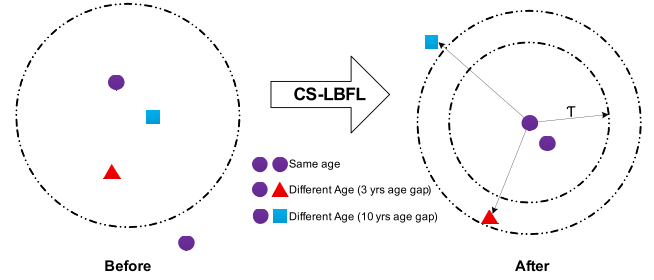 CS-LBFL
τ
Same age
Different Age (3 yrs age gap)
Different Age (10 yrs age gap)
Before
After